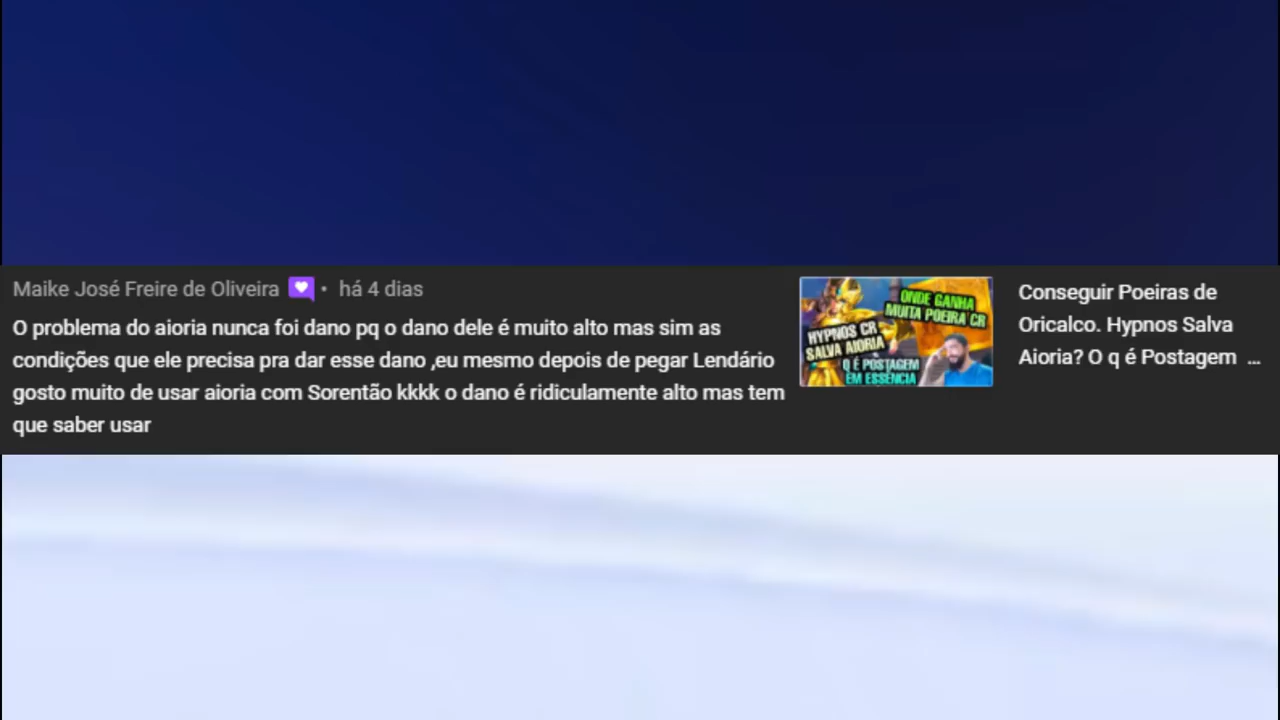 Maike José Freire de Oliveira • há 4 dias
O problema do aioria nunca foi dano pq o dano dele é muito alto mas sim as
condições que ele precisa pra dar esse dano ,eu mesmo depois de pegar Lendário
gosto muito de usar aioria com Sorentão kkkk o dano é ridiculamente alto mas tem
que saber usar
ONDE GANHA
MUITA POEIRA CR
HYPNOS CR
SALVA AIORIA
Q É POSTAGEM
EM ESSÊNCIA
Conseguir Poeiras de
Oricalco. Hypnos Salva
Aioria? O q é Postagem ...